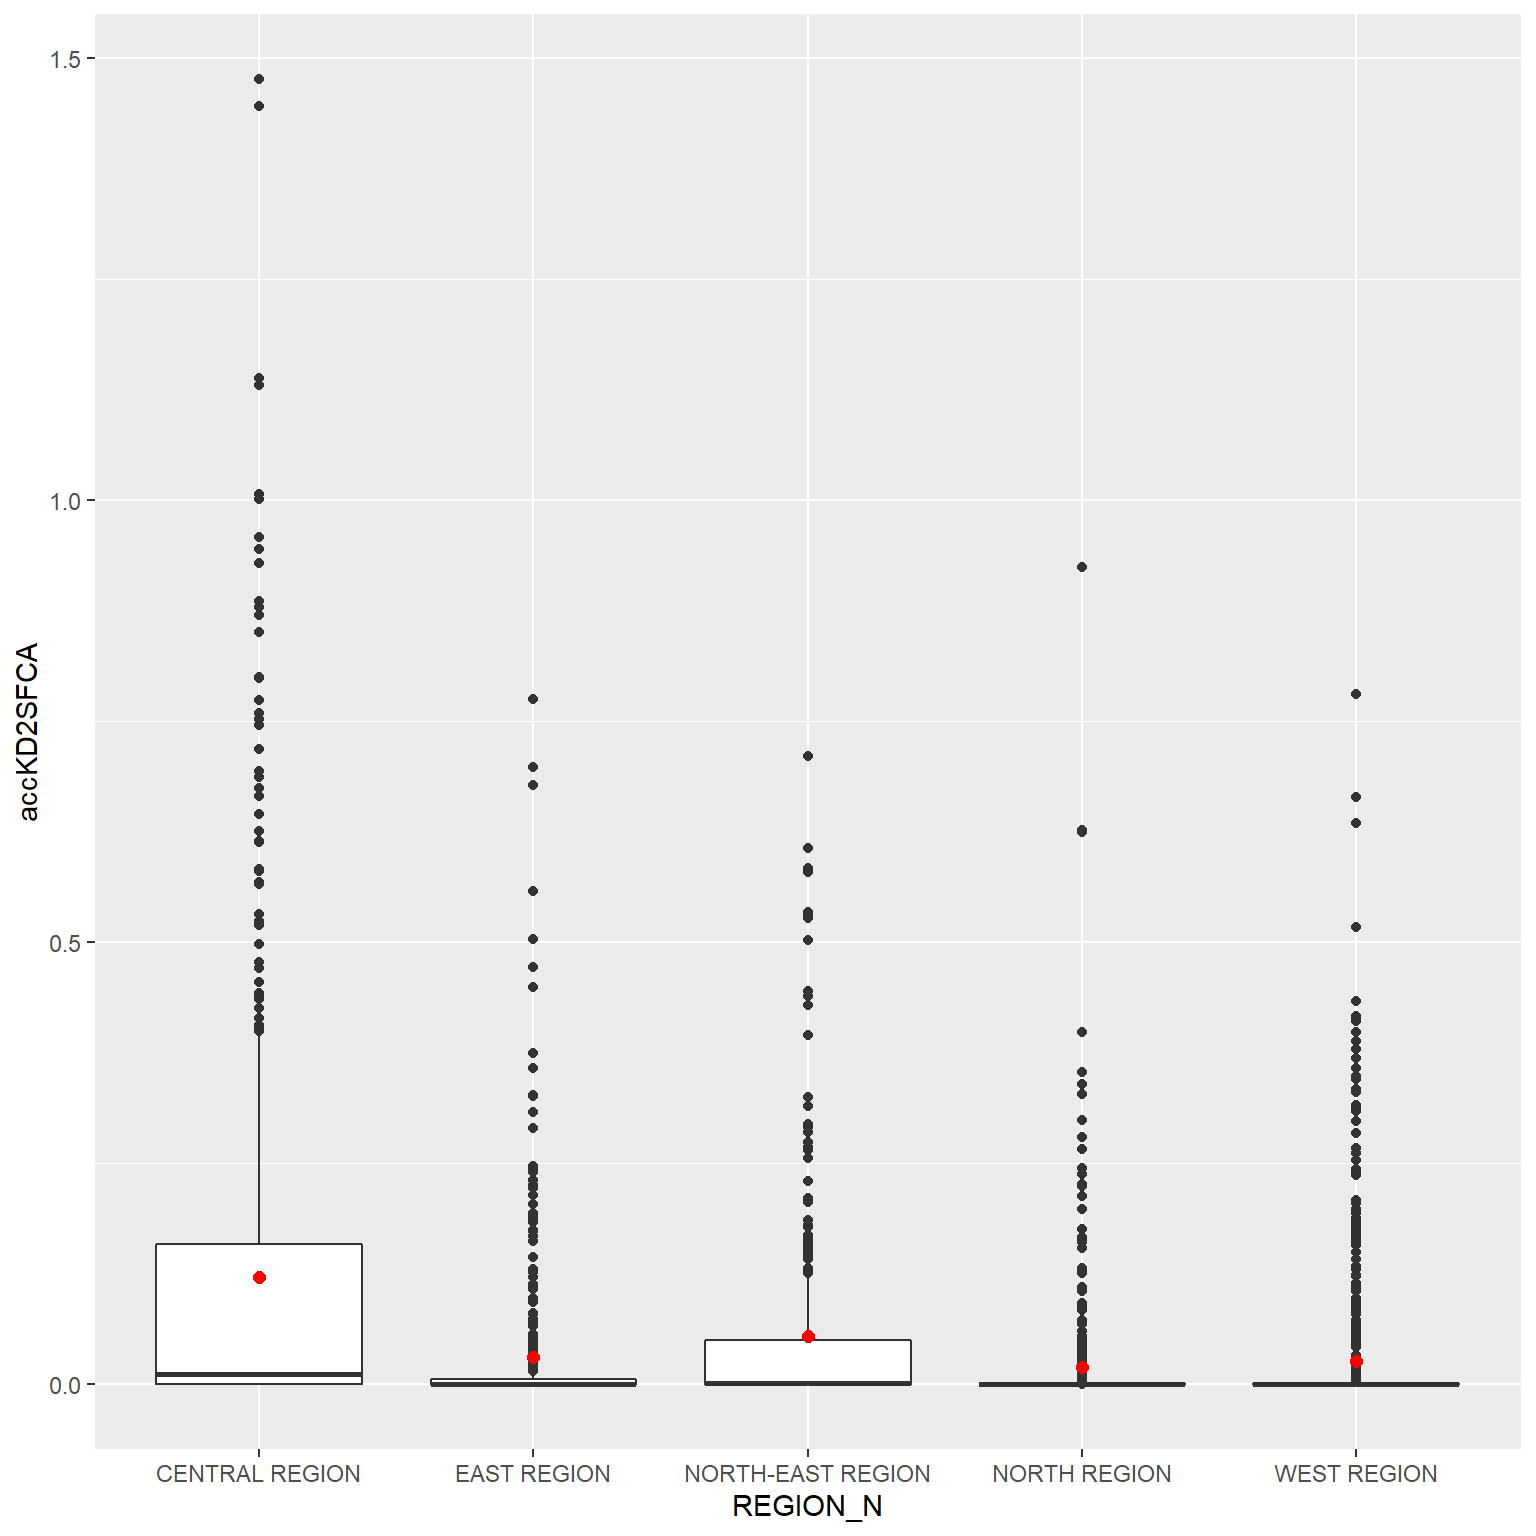 1.5
1.0
0.5
0.0
accKD2SFCA
CENTRAL REGION EAST REGION NORTH-EAST REGION NORTH REGION WEST REGION
REGION_N